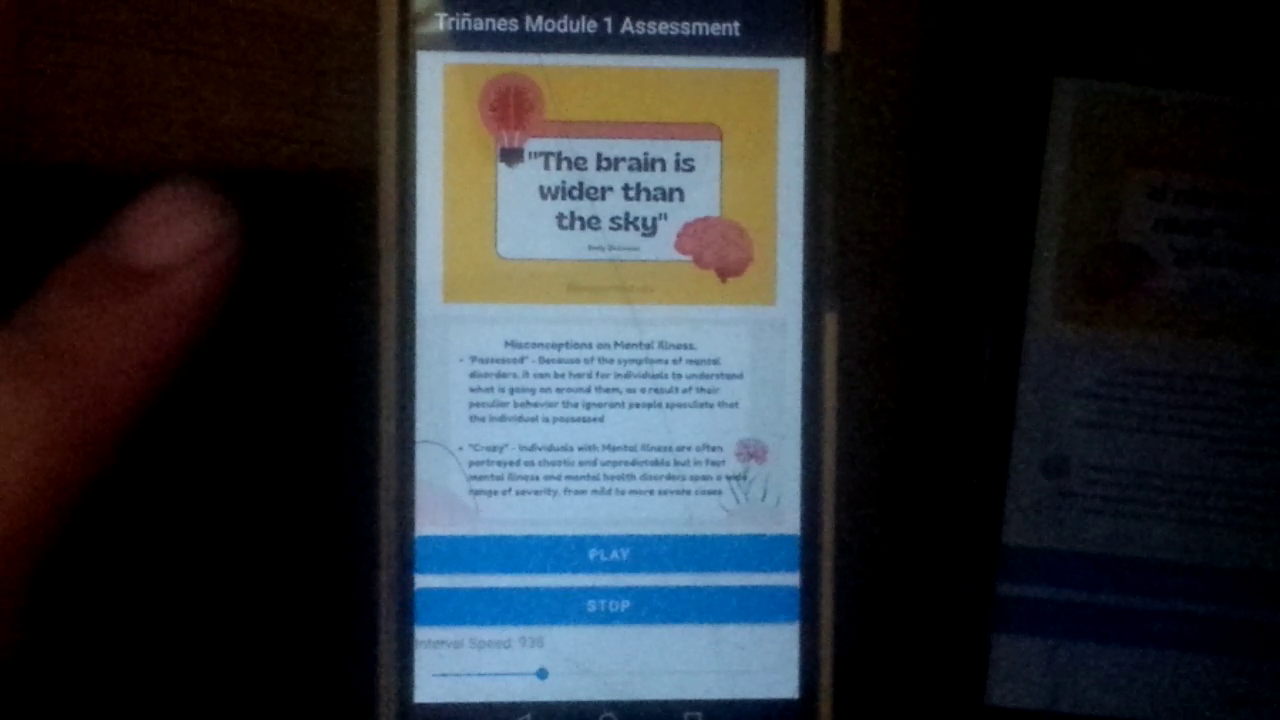 Triñanes Module 1 Assessment
"The brain is
wider than
the sky"
Misconceptions on Mental Illness.
• "Possessed" - Because of the symptoms of mental
disorders, it can be hard for individuals to understand
what is going on around them, as a result of their
peculiar behavior the ignorant people speculate that
the individual is possessed
• "Crazy" - Individuals with Mental Illness are often
portrayed as chaotic and unpredictable but in fact
mental illness and mental health disorders span a wide
range of severity, from mild to more severe cases
PLAY
STOP
Interval Speed: 935